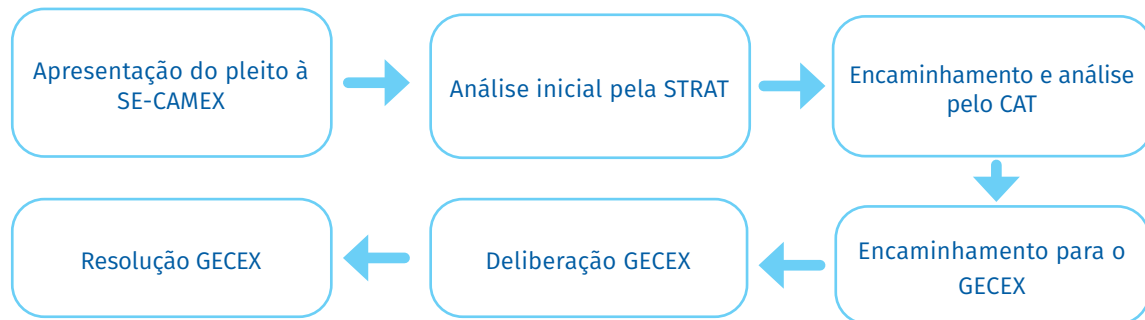 Apresentação do pleito à
SE-CAMEX
Análise inicial pela STRAT
Encaminhamento e análise
pelo CAT
Encaminhamento para o
GECEX
Deliberação GECEX
Resolução GECEX